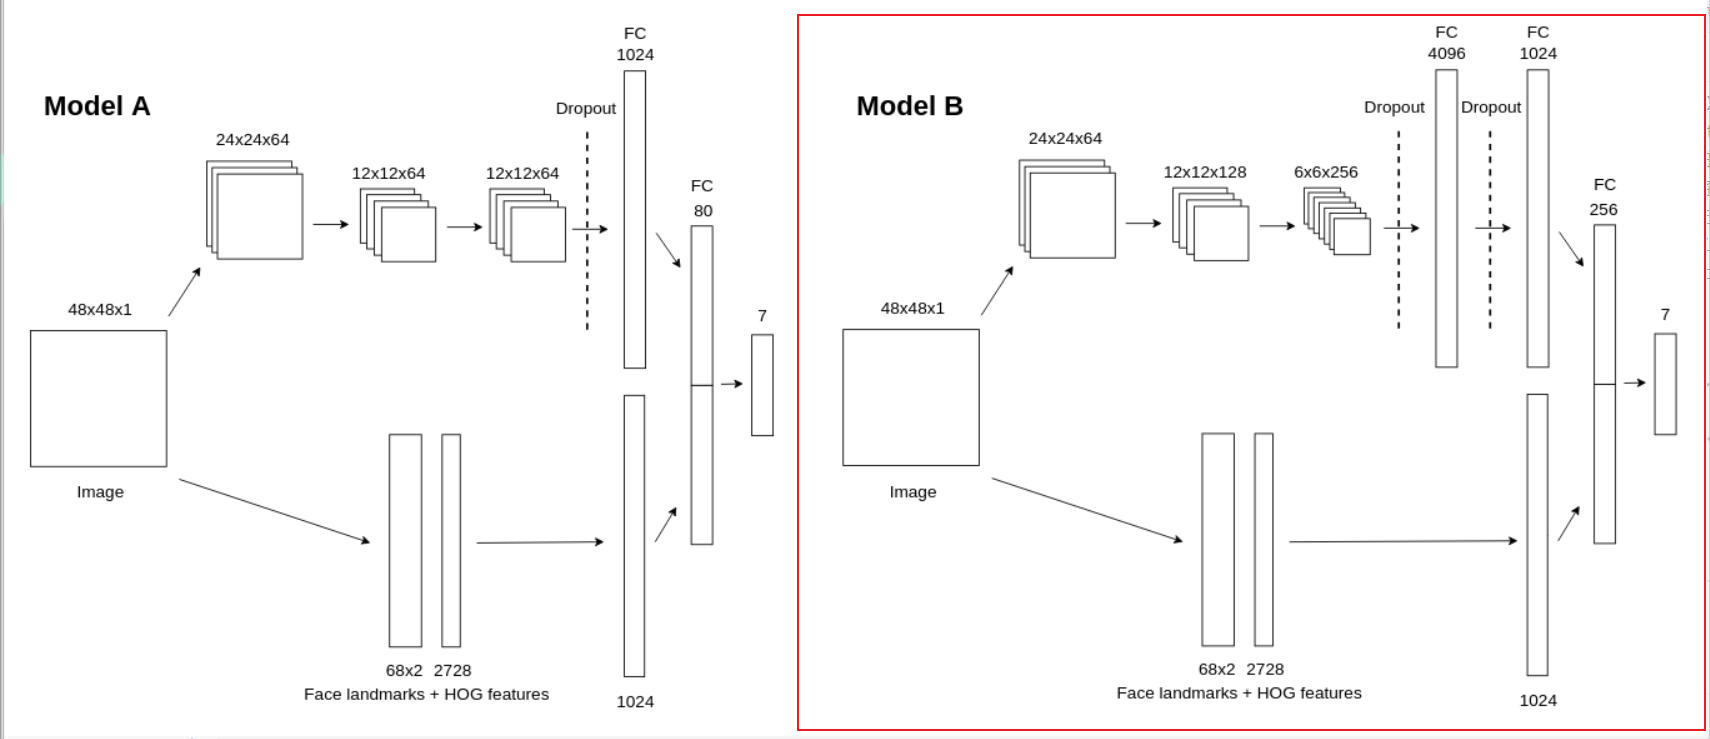 Model A
FC
1024
Dropout
24x24x64
12x12x64
12x12x64
FC
80
48x48x1
7
Image
68x2
2728
Face landmarks + HOG features
1024
Model B
FC
4096
FC
1024
Dropout
Dropout
24x24x64
12x12x128
6x6x256
FC
256
48x48x1
7
Image
68x2
2728
Face landmarks + HOG features
1024